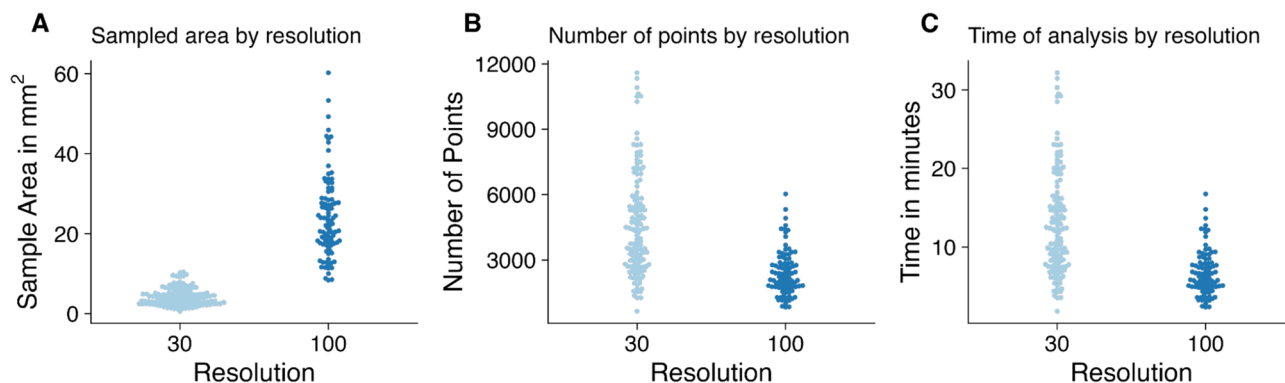 A
Sampled area by resolution
Sample Area in mm²
60
40
20
0
30
100
Resolution
B
Number of points by resolution
Number of Points
12000
9000
6000
3000
30
100
Resolution
C
Time of analysis by resolution
Time in minutes
30
20
10
30
100
Resolution